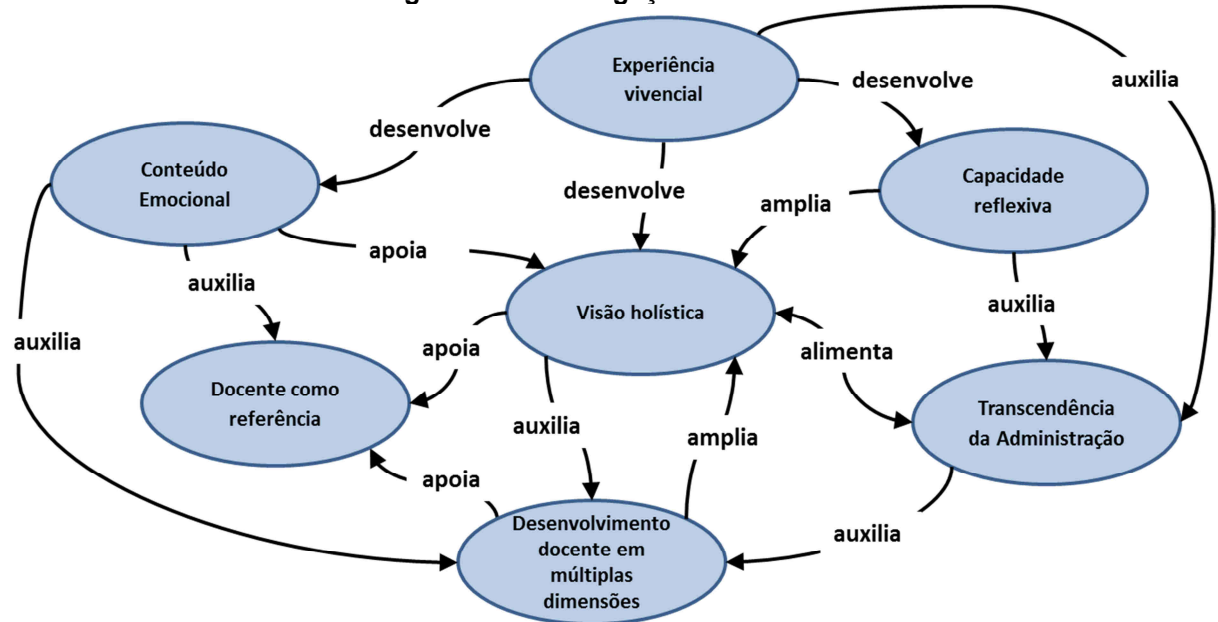 Experiência
vivencial
auxilia
desenvolve
desenvolve
Conteúdo
Emocional
desenvolve
Capacidade
reflexiva
amplia
apoia
auxilia
auxilia
Visão holística
auxilia
apoia
alimenta
Docente como
referência
Transcendência
da Administração
auxilia
amplia
apoia
auxilia
Desenvolvimento
docente em
múltiplas
dimensões